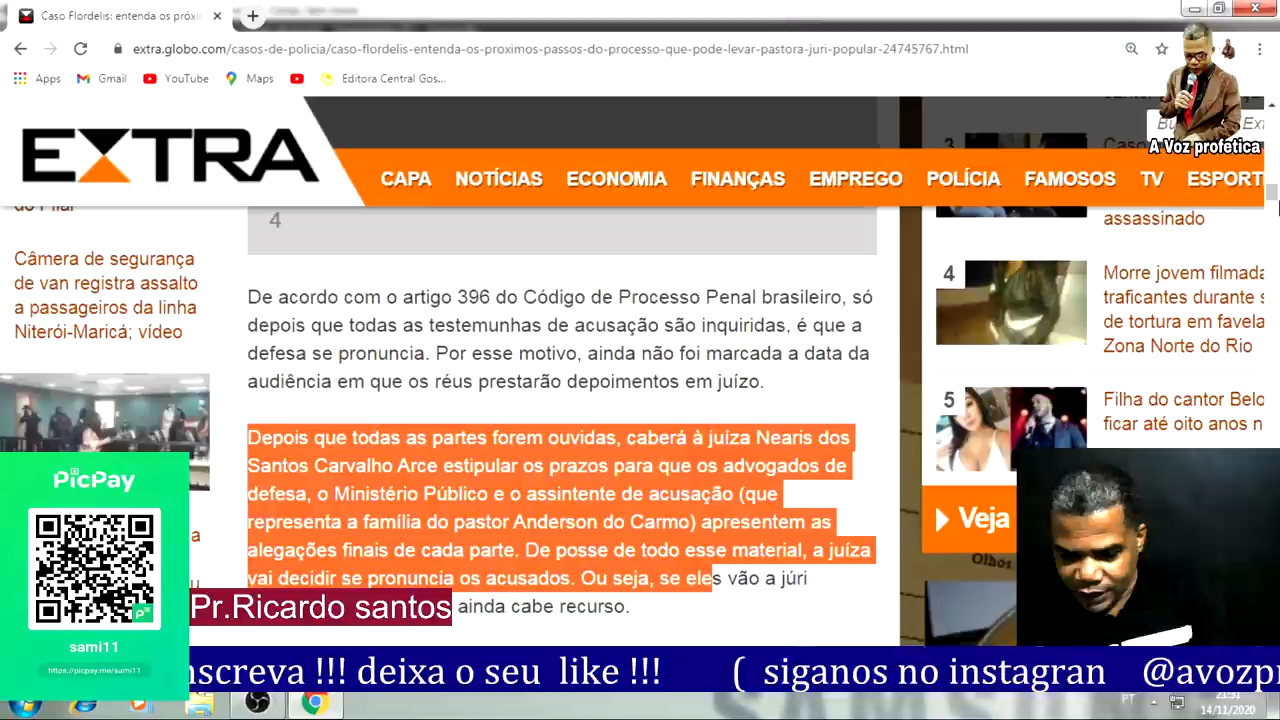 Caso Flordelis: entenda os próxi
extra.globo.com/casos-de-policia/caso-flordelis-entenda-os-proximos-passos-do-processo-que-pode-levar-pastora-juri-popular-24745767.html
Apps
Gmail
YouTube
Maps
Editora Central Gos...
A Voz profética
EXTRA
CAPA
NOTÍCIAS
ECONOMIA
FINANÇAS
EMPREGO
POLÍCIA
FAMOSOS
TV
ESPORT
do Pilar
Câmera de segurança
de van registra assalto
a passageiros da linha
Niterói-Maricá; vídeo
4
De acordo com o artigo 396 do Código de Processo Penal brasileiro, só
depois que todas as testemunhas de acusação são inquiridas, é que a
defesa se pronuncia. Por esse motivo, ainda não foi marcada a data da
audiência em que os réus prestarão depoimentos em juízo.
Depois que todas as partes forem ouvidas, caberá à juíza Nearis dos
Santos Carvalho Arce estipular os prazos para que os advogados de
defesa, o Ministério Público e o assintente de acusação (que
representa a família do pastor Anderson do Carmo) apresentem as
alegações finais de cada parte. De posse de todo esse material, a juíza
vai decidir se pronuncia os acusados. Ou seja, se eles vão a júri
ainda cabe recurso.
3
assassinado
4
Morre jovem filmada
traficantes durante s
de tortura em favela
Zona Norte do Rio
5
Filha do cantor Belo
ficar até oito anos n
Veja
Olhos
PicPay
sami11
https://picpay.me/sami11
Pr.Ricardo santos
nscreva !!! deixa o seu like !!! ( siganos no instagran @avozp
PT
21:31
14/11/2020